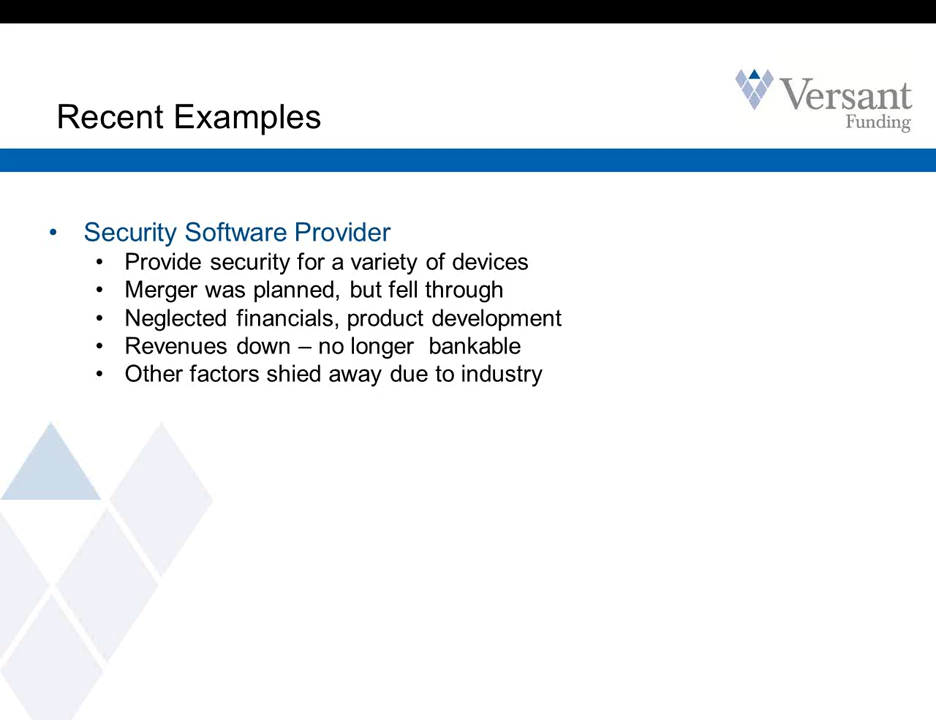 Versant
Funding
Recent Examples
• Security Software Provider
• Provide security for a variety of devices
• Merger was planned, but fell through
• Neglected financials, product development
• Revenues down – no longer  bankable
• Other factors shied away due to industry